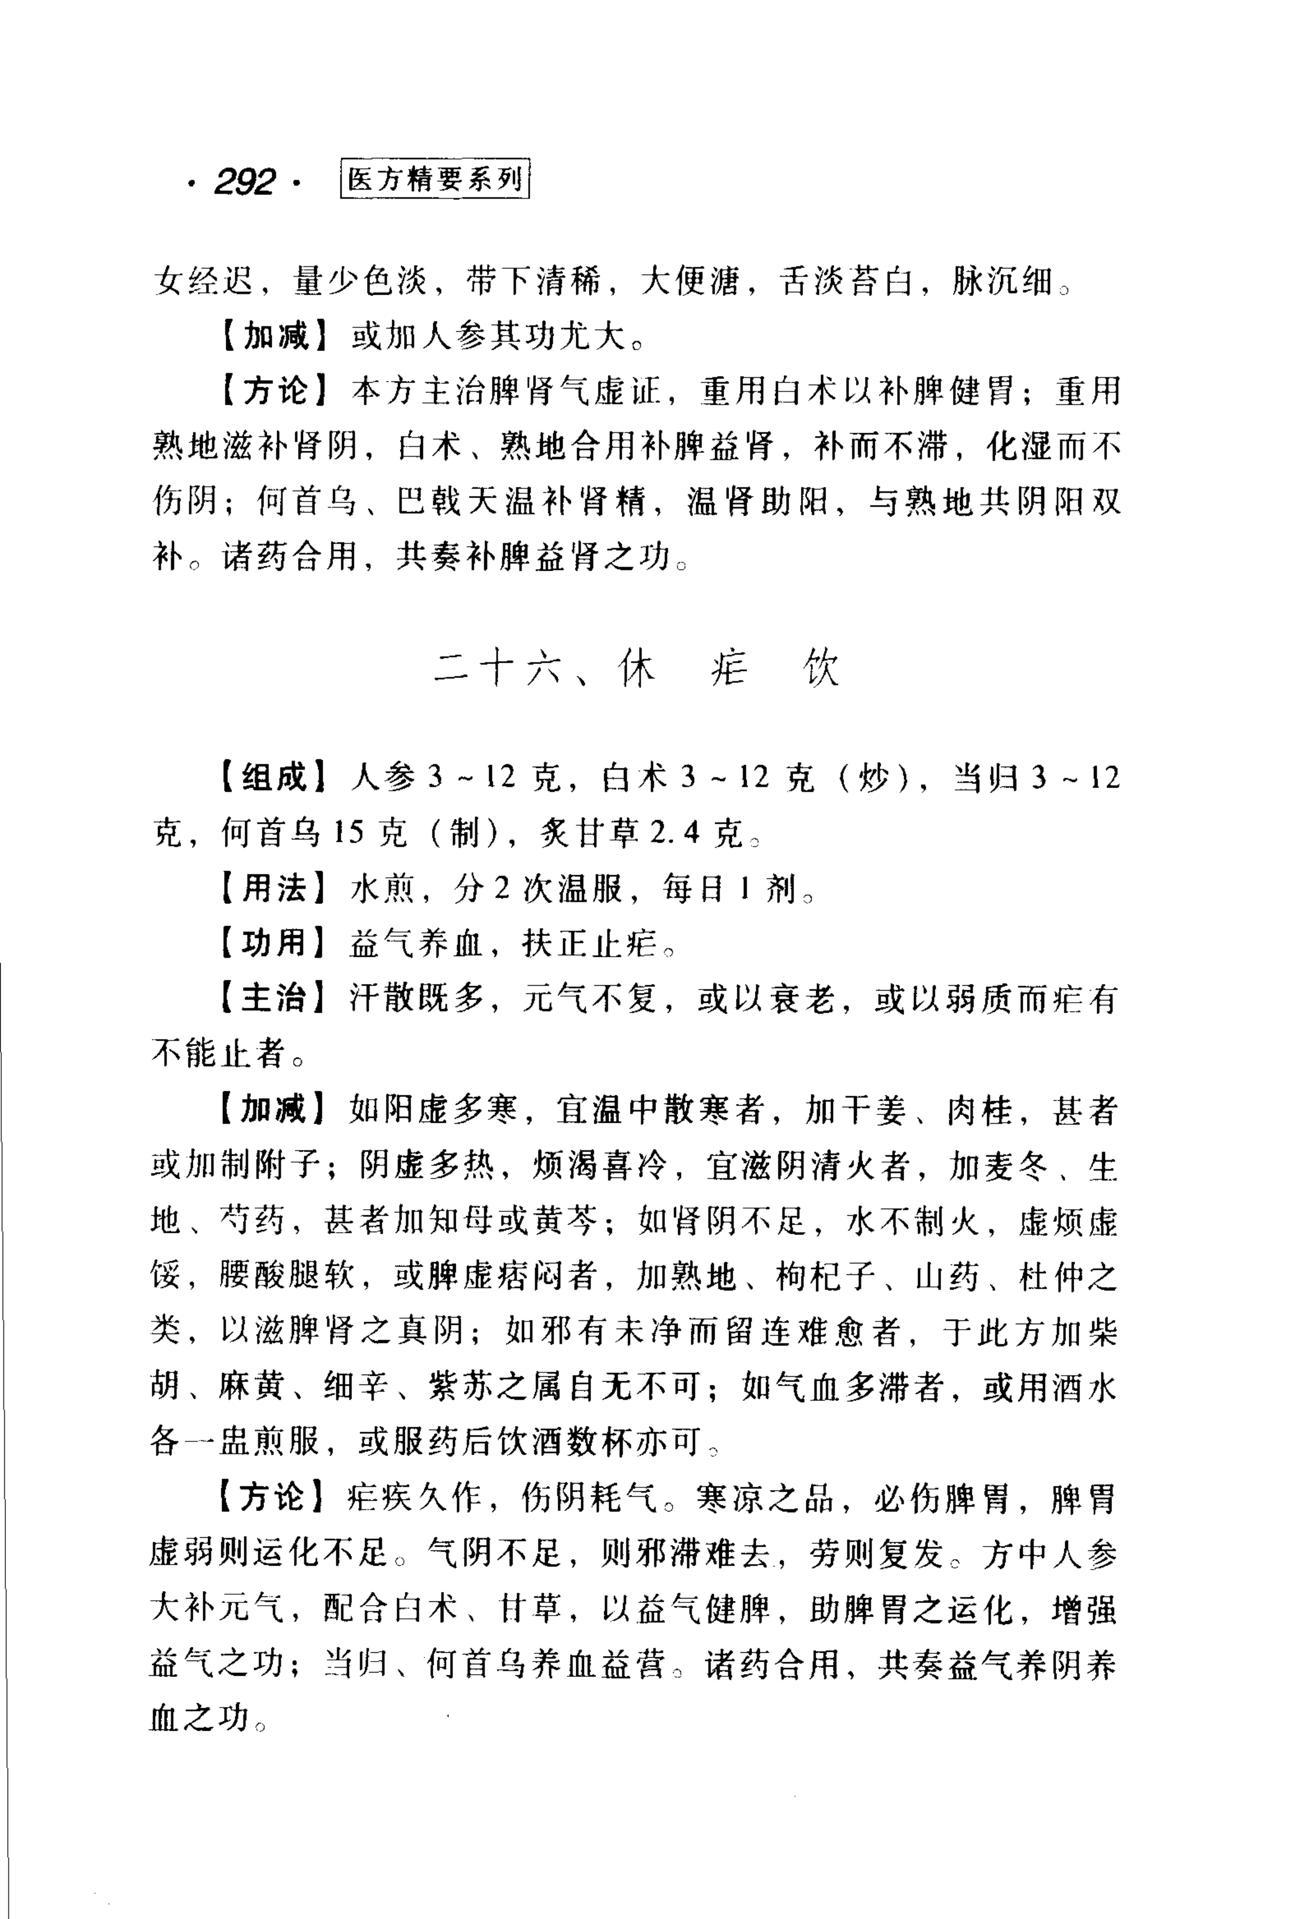 · 292 · 医方精要系列
女经迟，量少色淡，带下清稀，大便溏，舌淡苔白，脉沉细。
【加减】或加人参其功尤大。
【方论】本方主治脾肾气虚证，重用白术以补脾健胃；重用
熟地滋补肾阴，白术、熟地合用补脾益肾，补而不滞，化湿而不
伤阴；何首乌、巴戟天温补肾精，温肾助阳，与熟地共阴阳双
补。诸药合用，共奏补脾益肾之功。
二十六、休 疟 饮
【组成】人参3～12克，白术3～12克（炒），当归3～12
克，何首乌15克（制），炙甘草2.4克。
【用法】水煎，分2次温服，每日1剂。
【功用】益气养血，扶正止疟。
【主治】汗散既多，元气不复，或以衰老，或以弱质而疟有
不能止者。
【加减】如阳虚多寒，宜温中散寒者，加干姜、肉桂，甚者
或加制附子；阴虚多热，烦渴喜冷，宜滋阴清火者，加麦冬、生
地、芍药，甚者加知母或黄芩；如肾阴不足，水不制火，虚烦虚
馁，腰酸腿软，或脾虚痞闷者，加熟地、枸杞子、山药、杜仲之
类，以滋脾肾之真阴；如邪有未净而留连难愈者，于此方加柴
胡、麻黄、细辛、紫苏之属自无不可；如气血多滞者，或用酒水
各一盅煎服，或服药后饮酒数杯亦可。
【方论】疟疾久作，伤阴耗气。寒凉之品，必伤脾胃，脾胃
虚弱则运化不足。气阴不足，则邪滞难去，劳则复发。方中人参
大补元气，配合白术、甘草，以益气健脾，助脾胃之运化，增强
益气之功；当归、何首乌养血益营。诸药合用，共奏益气养阴养
血之功。